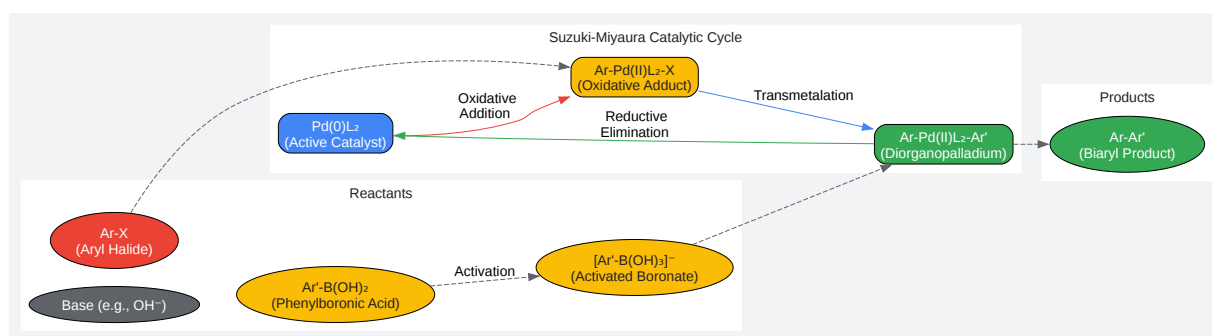 Suzuki-Miyaura Catalytic Cycle
Ar-Pd(II)L₂-X
(Oxidative Adduct)
Oxidative
Addition
Transmetalation
Products
Reductive
Elimination
Pd(0)L₂
(Active Catalyst)
Ar-Pd(II)L₂-Ar'
(Diorganopalladium)
Ar-Ar'
(Biaryl Product)
Reactants
Ar-X
(Aryl Halide)
[Ar'-B(OH)₃]⁻
(Activated Boronate)
Activation
Ar'-B(OH)₂
(Phenylboronic Acid)
Base (e.g., OH⁻)